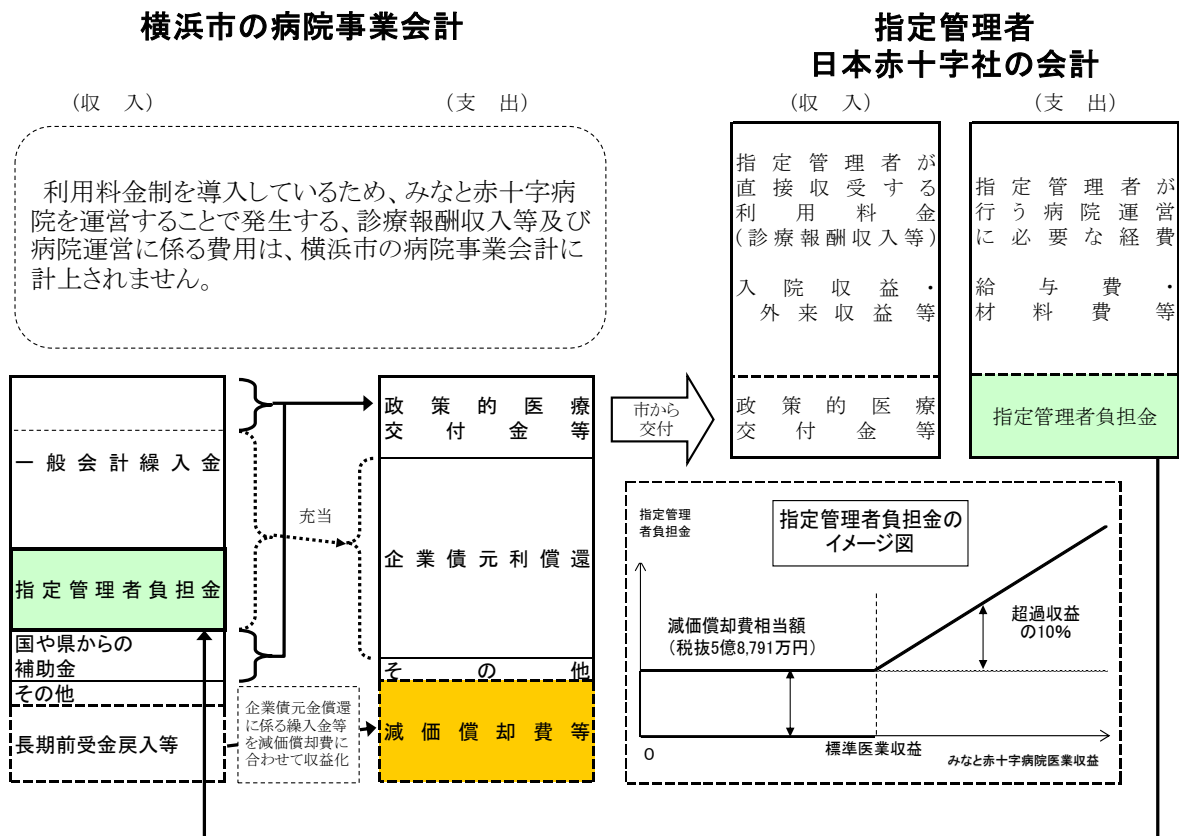 横浜市の病院事業会計
指定管理者
日本赤十字社の会計
(収 入)
(支 出)
(収 入)
(支 出)
利用料金制を導入しているため、みなと赤十字病
院を運営することで発生する、診療報酬収入等及び
病院運営に係る費用は、横浜市の病院事業会計に
計上されません。
指定管理者が
直接収受する
利用料金
(診療報酬収入等)
入院収益・
外来収益等
指定管理者が
行う病院運営
に必要な経費
給与費・
材料費等
一般会計繰入金
指定管理者負担金
国や県からの
補助金
その他
長期前受金戻入等
充当
企業債元金償還
に係る繰入金等
を減価償却費に
合わせて収益化
政策的医療
交付金等
企業債元利償還
その他
減価償却費等
市から
交付
政策的医療
交付金等
指定管理者負担金
指定管理
者負担金
指定管理者負担金の
イメージ図
減価償却費相当額
(税抜5億8,791万円)
超過収益
の10%
0
標準医業収益
みなと赤十字病院医業収益